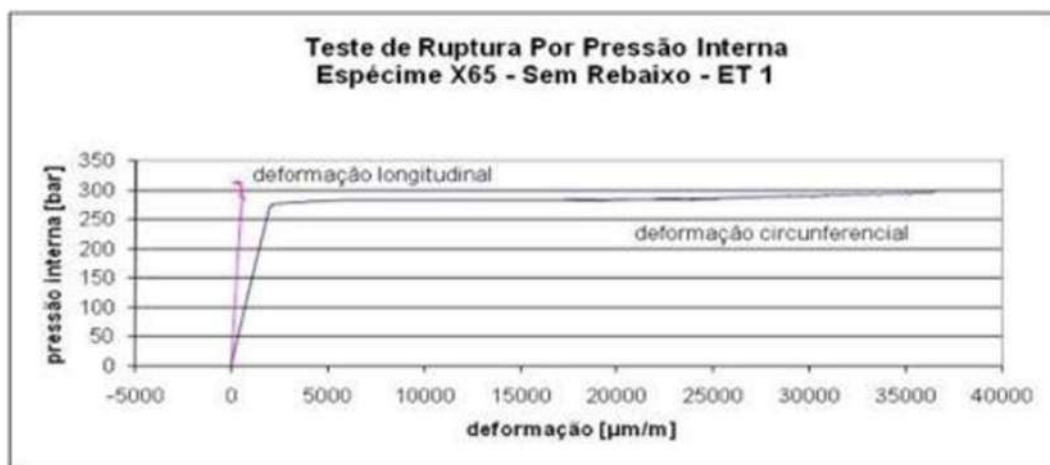 Teste de Ruptura Por Pressão Interna
Espécime X65 - Sem Rebaixo - ET 1
pressão interna [bar]
350
300
250
200
150
100
50
0
deformação longitudinal
deformação circunferencial
-5000 0 5000 10000 15000 20000 25000 30000 35000 40000
deformação [µm/m]